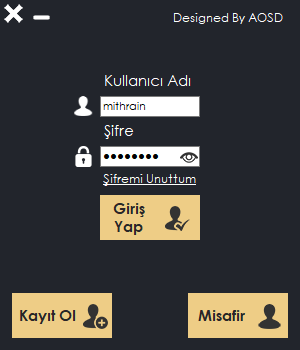 Designed By AOSD
Kullanıcı Adı
mithrain
Şifre
Şifremi Unuttum
Giriş
Yap
Kayıt Ol
Misafir